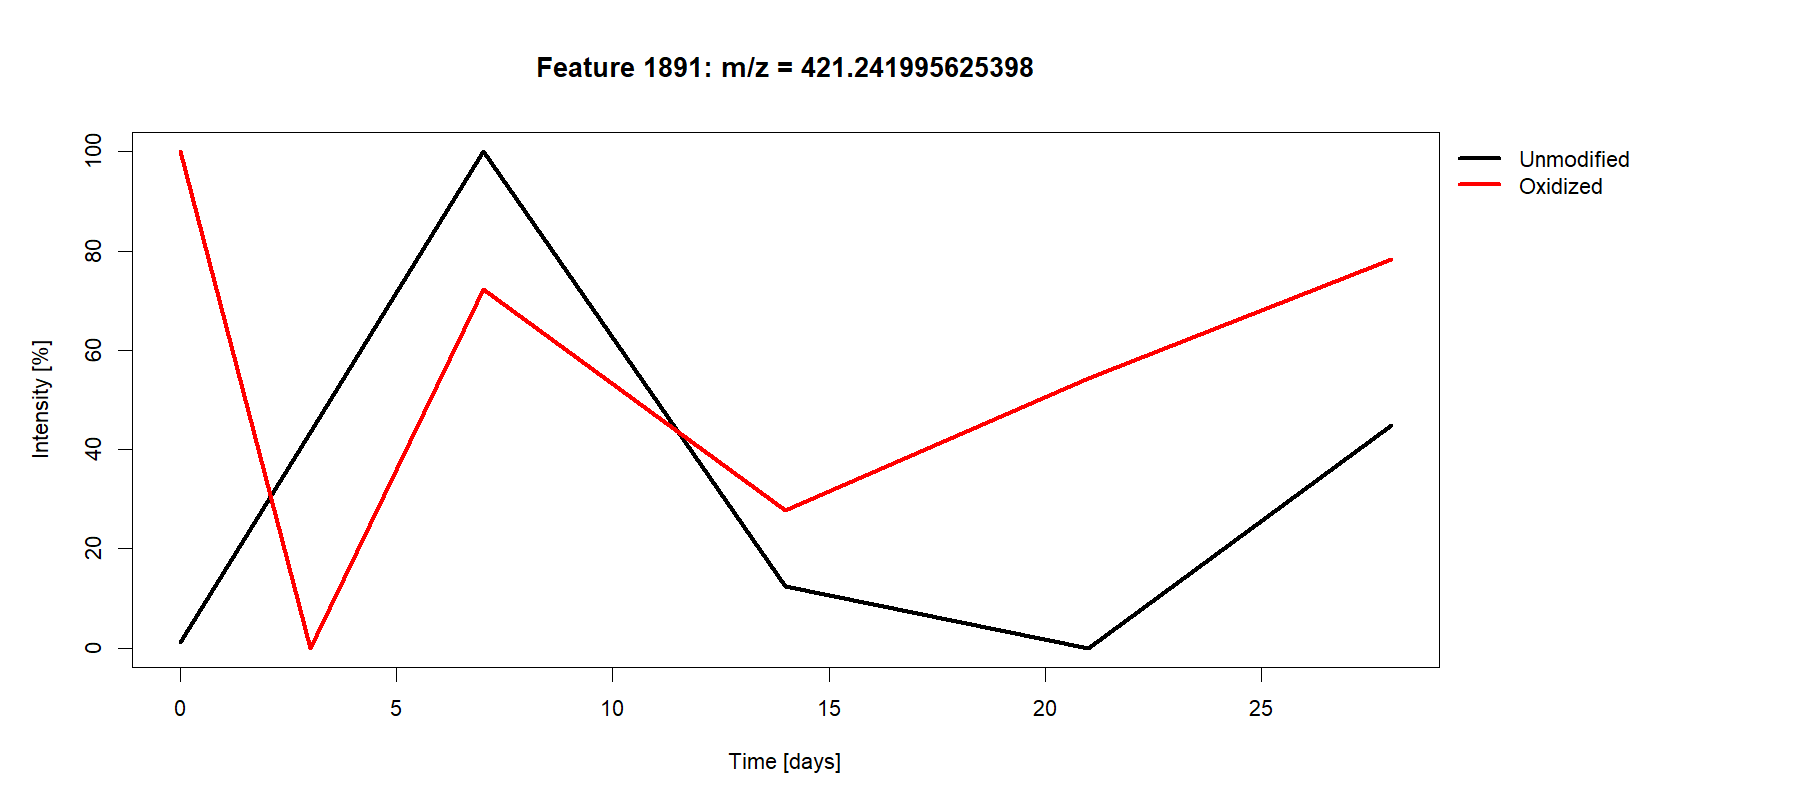 Feature 1891: m/z = 421.241995625398
Unmodified
Oxidized
Intensity [%]
100
80
60
40
20
0
0 5 10 15 20 25
Time [days]